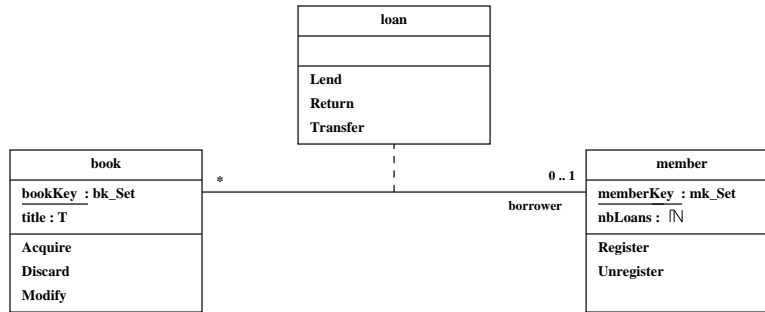 loan
Lend
Return
Transfer
book
bookKey : bk_Set
title : T
Acquire
Discard
Modify
*
0 .. 1
borrower
member
memberKey : mk_Set
nbLoans : ℕ
Register
Unregister